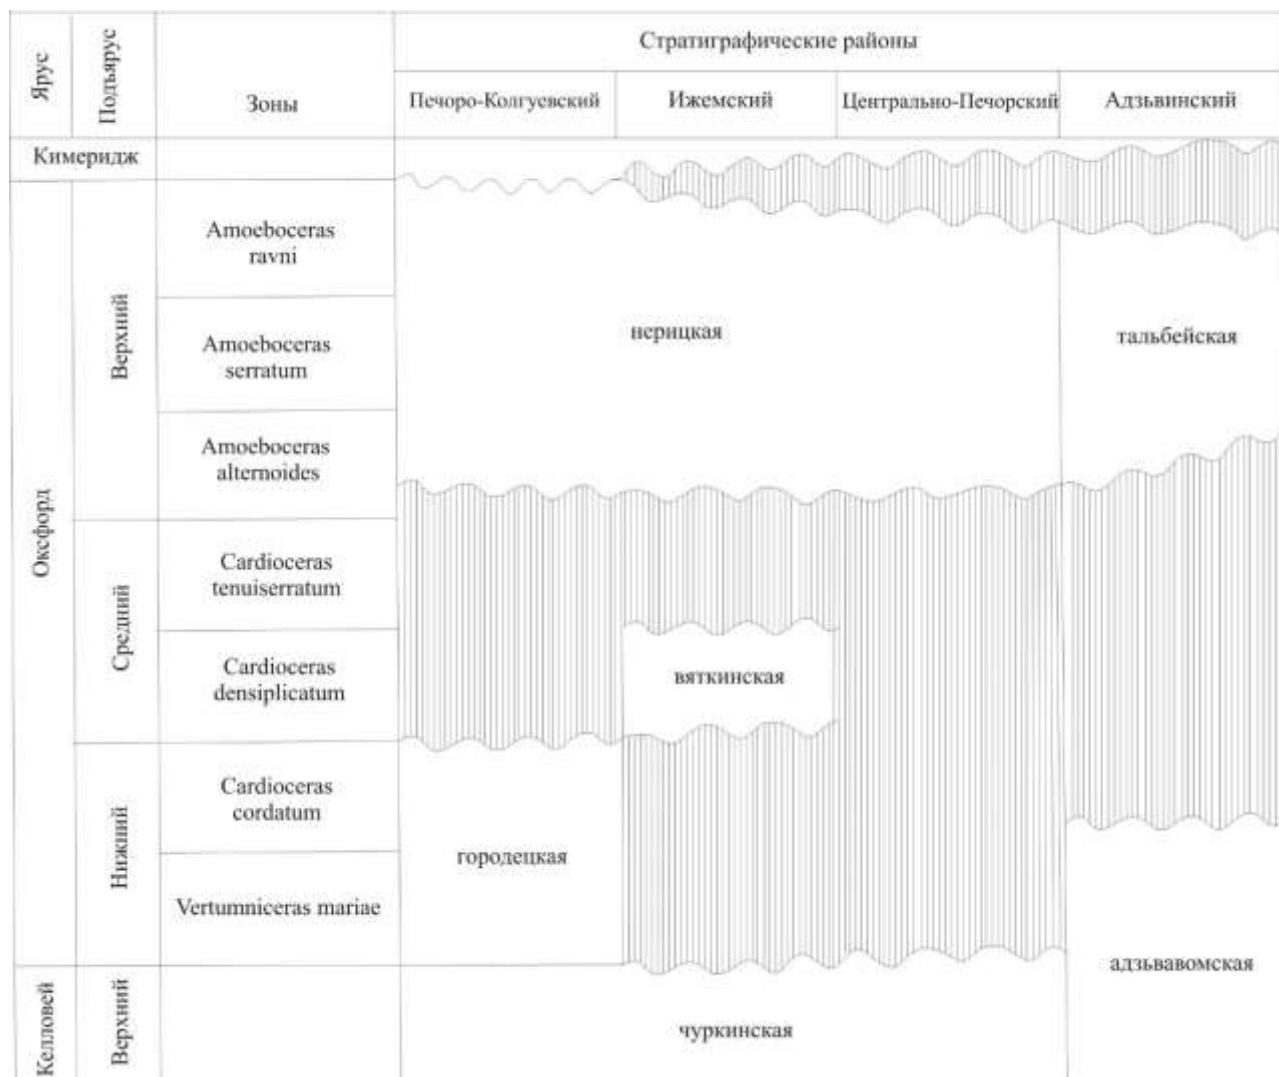 Ярус
Подъярус
Зоны
Стратиграфические районы
Печоро-Колгуевский
Ижемский
Центрально-Печорский
Адзьвинский
Кимеридж
Оксфорд
Верхний
Amoeboceras
ravni
Amoeboceras
serratum
Amoeboceras
alternoides
нерицкая
тальбейская
Средний
Cardioceras
tenuiserratum
Cardioceras
densiplicatum
вяткинская
Нижний
Cardioceras
cordatum
Vertumniceras mariae
городецкая
адзьвавомская
Келловей
Верхний
чуркинская